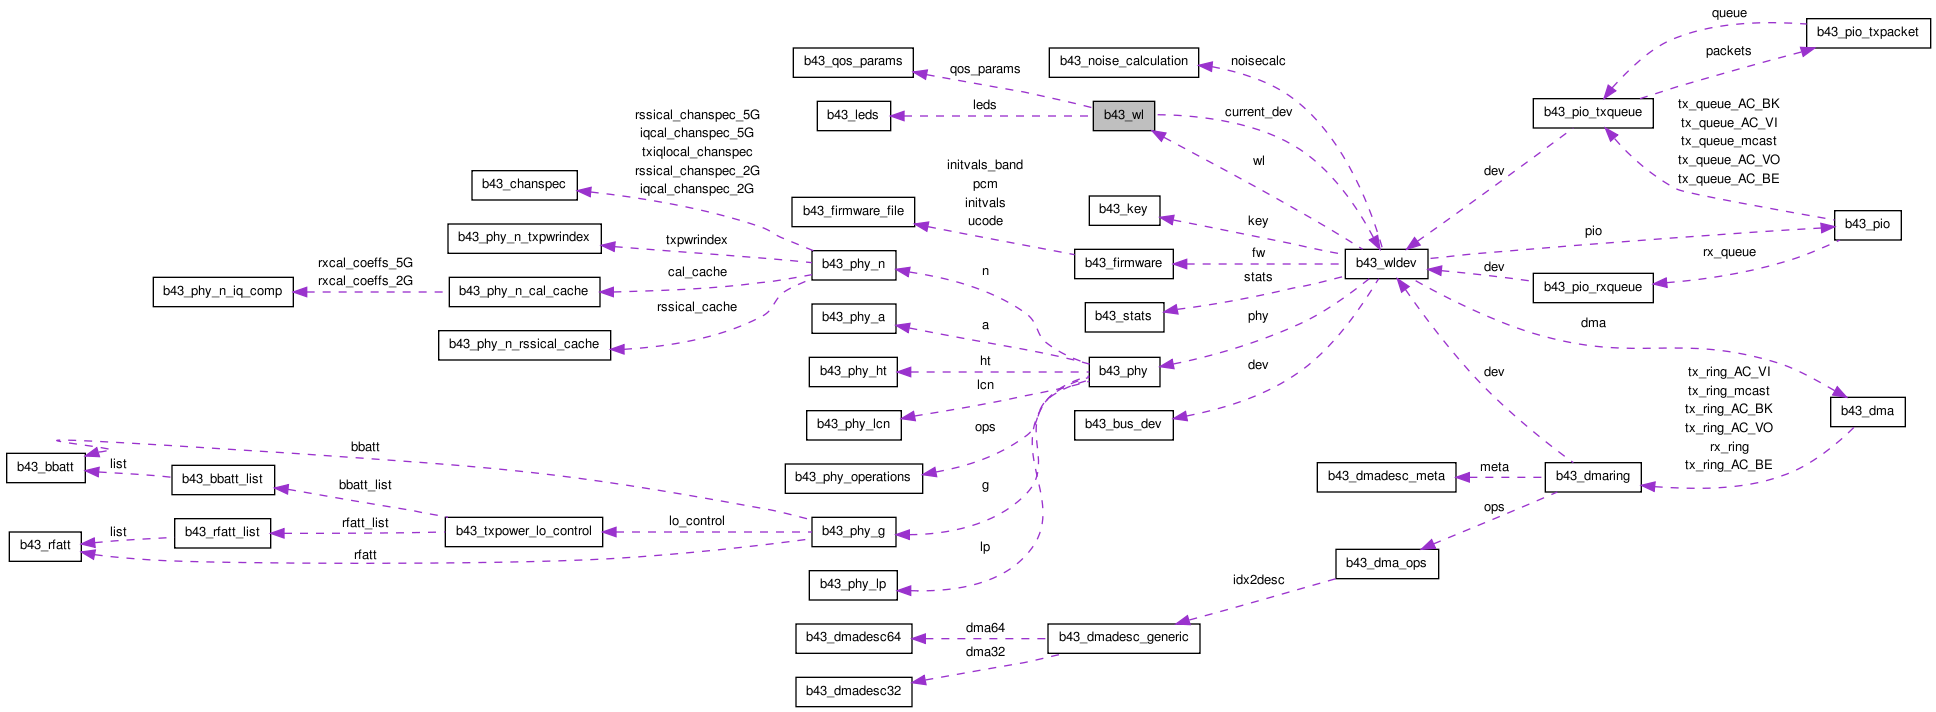 queue
b43_pio_txpacket
packets
b43_qos_params
qos_params
b43_noise_calculation
noisecalc
b43_leds
leds
b43_wl
current_dev
b43_pio_txqueue
tx_queue_AC_BK
tx_queue_AC_VI
tx_queue_mcast
tx_queue_AC_VO
tx_queue_AC_BE
rssical_chanspec_5G
iqcal_chanspec_5G
txiqlocal_chanspec
rssical_chanspec_2G
iqcal_chanspec_2G
b43_chanspec
initvals_band
pcm
initvals
ucode
b43_firmware_file
wl
dev
b43_key
key
b43_pio
pio
b43_phy_n_txpwrindex
txpwrindex
b43_phy_n
n
b43_firmware
fw
b43_wldev
rx_queue
dev
b43_pio_rxqueue
rxcal_coeffs_5G
rxcal_coeffs_2G
b43_phy_n_iq_comp
b43_phy_n_cal_cache
cal_cache
stats
b43_stats
rssical_cache
b43_phy_n_rssical_cache
b43_phy_a
a
phy
dma
b43_phy_ht
ht
b43_phy
dev
dev
tx_ring_AC_VI
tx_ring_mcast
tx_ring_AC_BK
tx_ring_AC_VO
rx_ring
tx_ring_AC_BE
b43_dma
b43_phy_lcn
lcn
b43_bus_dev
ops
b43_phy_operations
bbatt
b43_bbatt
list
b43_bbatt_list
bbatt_list
g
b43_dmadesc_meta
meta
b43_dmaring
ops
b43_rfatt
list
b43_rfatt_list
rfatt_list
b43_txpower_lo_control
lo_control
b43_phy_g
rfatt
lp
b43_phy_lp
b43_dma_ops
idx2desc
b43_dmadesc64
dma64
b43_dmadesc_generic
dma32
b43_dmadesc32